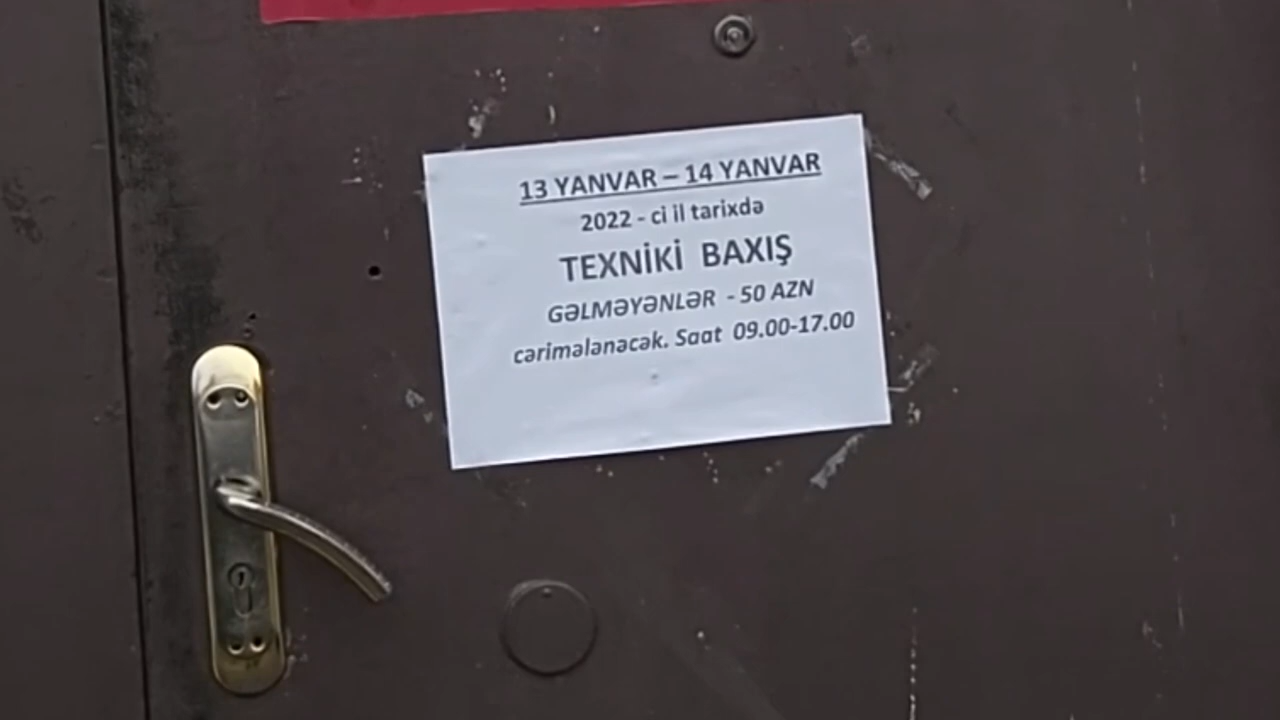 13 YANVAR – 14 YANVAR
2022 - ci il tarixdə
TEXNİKİ BAXIŞ
GƏLMƏYƏNLƏR - 50 AZN
cərimələnəcək. Saat 09.00-17.00